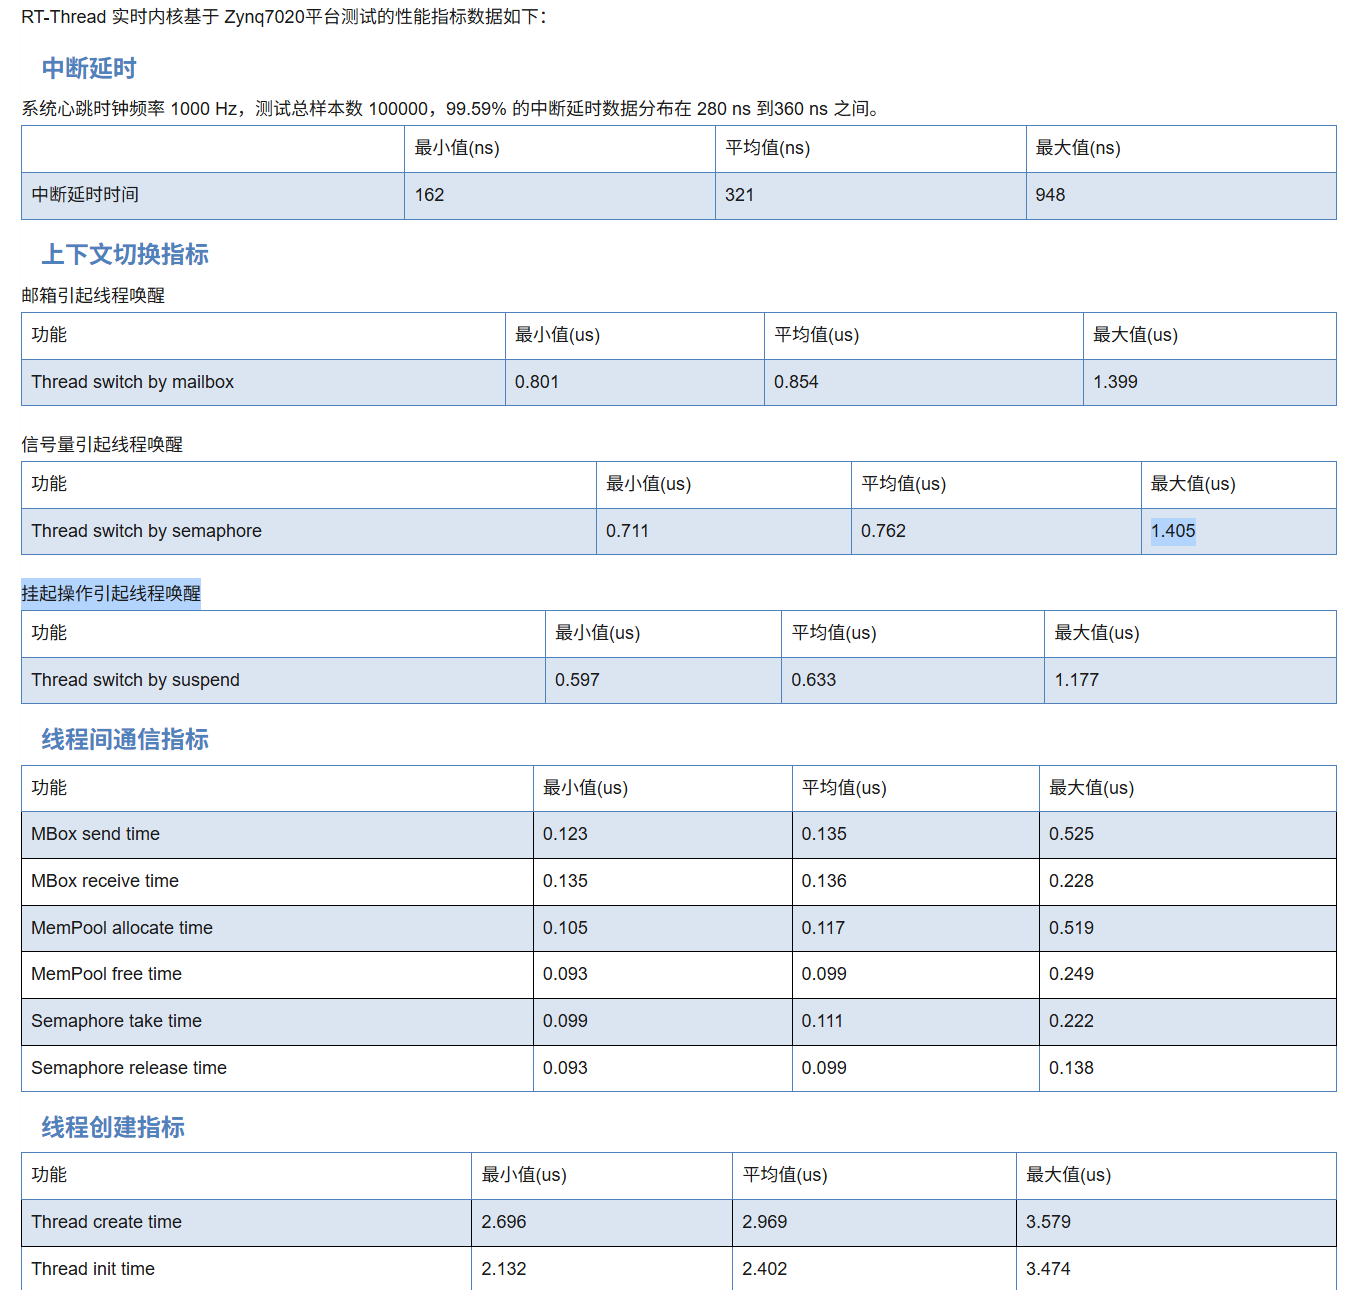 RT-Thread 实时内核基于 Zynq7020平台测试的性能指标数据如下：
中断延时
系统心跳时钟频率 1000 Hz，测试总样本数 100000，99.59% 的中断延时数据分布在 280 ns 到360 ns 之间。
最小值(ns) 平均值(ns) 最大值(ns)
中断延时时间 162 321 948
上下文切换指标
邮箱引起线程唤醒
功能 最小值(us) 平均值(us) 最大值(us)
Thread switch by mailbox 0.801 0.854 1.399
信号量引起线程唤醒
功能 最小值(us) 平均值(us) 最大值(us)
Thread switch by semaphore 0.711 0.762 1.405
挂起操作引起线程唤醒
功能 最小值(us) 平均值(us) 最大值(us)
Thread switch by suspend 0.597 0.633 1.177
线程间通信指标
功能 最小值(us) 平均值(us) 最大值(us)
MBox send time 0.123 0.135 0.525
MBox receive time 0.135 0.136 0.228
MemPool allocate time 0.105 0.117 0.519
MemPool free time 0.093 0.099 0.249
Semaphore take time 0.099 0.111 0.222
Semaphore release time 0.093 0.099 0.138
线程创建指标
功能 最小值(us) 平均值(us) 最大值(us)
Thread create time 2.696 2.969 3.579
Thread init time 2.132 2.402 3.474